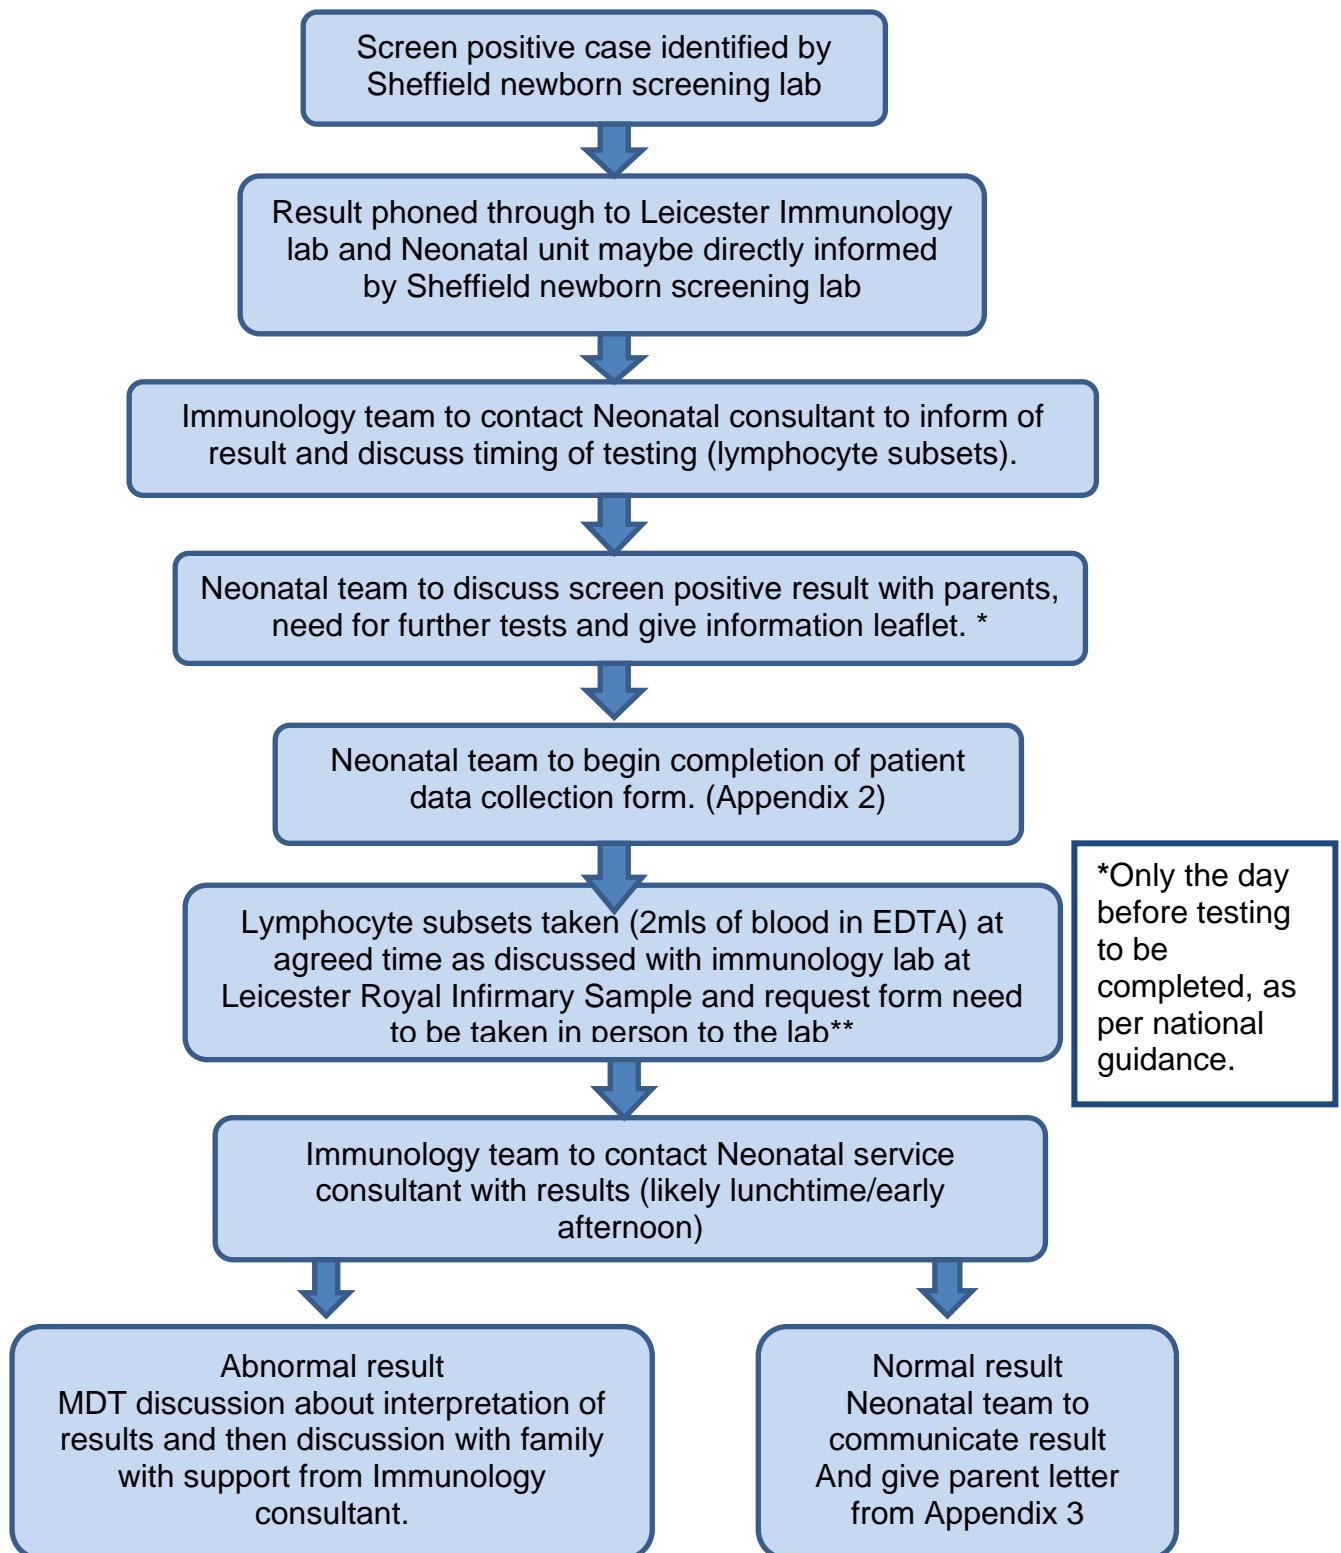 Screen positive case identified by
Sheffield newborn screening lab
Result phoned through to Leicester Immunology
lab and Neonatal unit maybe directly informed
by Sheffield newborn screening lab
Immunology team to contact Neonatal consultant to inform of
result and discuss timing of testing (lymphocyte subsets).
Neonatal team to discuss screen positive result with parents,
need for further tests and give information leaflet. *
Neonatal team to begin completion of patient
data collection form. (Appendix 2)
*Only the day
before testing
to be
completed, as
per national
guidance.
Lymphocyte subsets taken (2mls of blood in EDTA) at
agreed time as discussed with immunology lab at
Leicester Royal Infirmary Sample and request form need
to be taken in person to the lab**
Immunology team to contact Neonatal service
consultant with results (likely lunchtime/early
afternoon)
Abnormal result
MDT discussion about interpretation of
results and then discussion with family
with support from Immunology
consultant.
Normal result
Neonatal team to
communicate result
And give parent letter
from Appendix 3